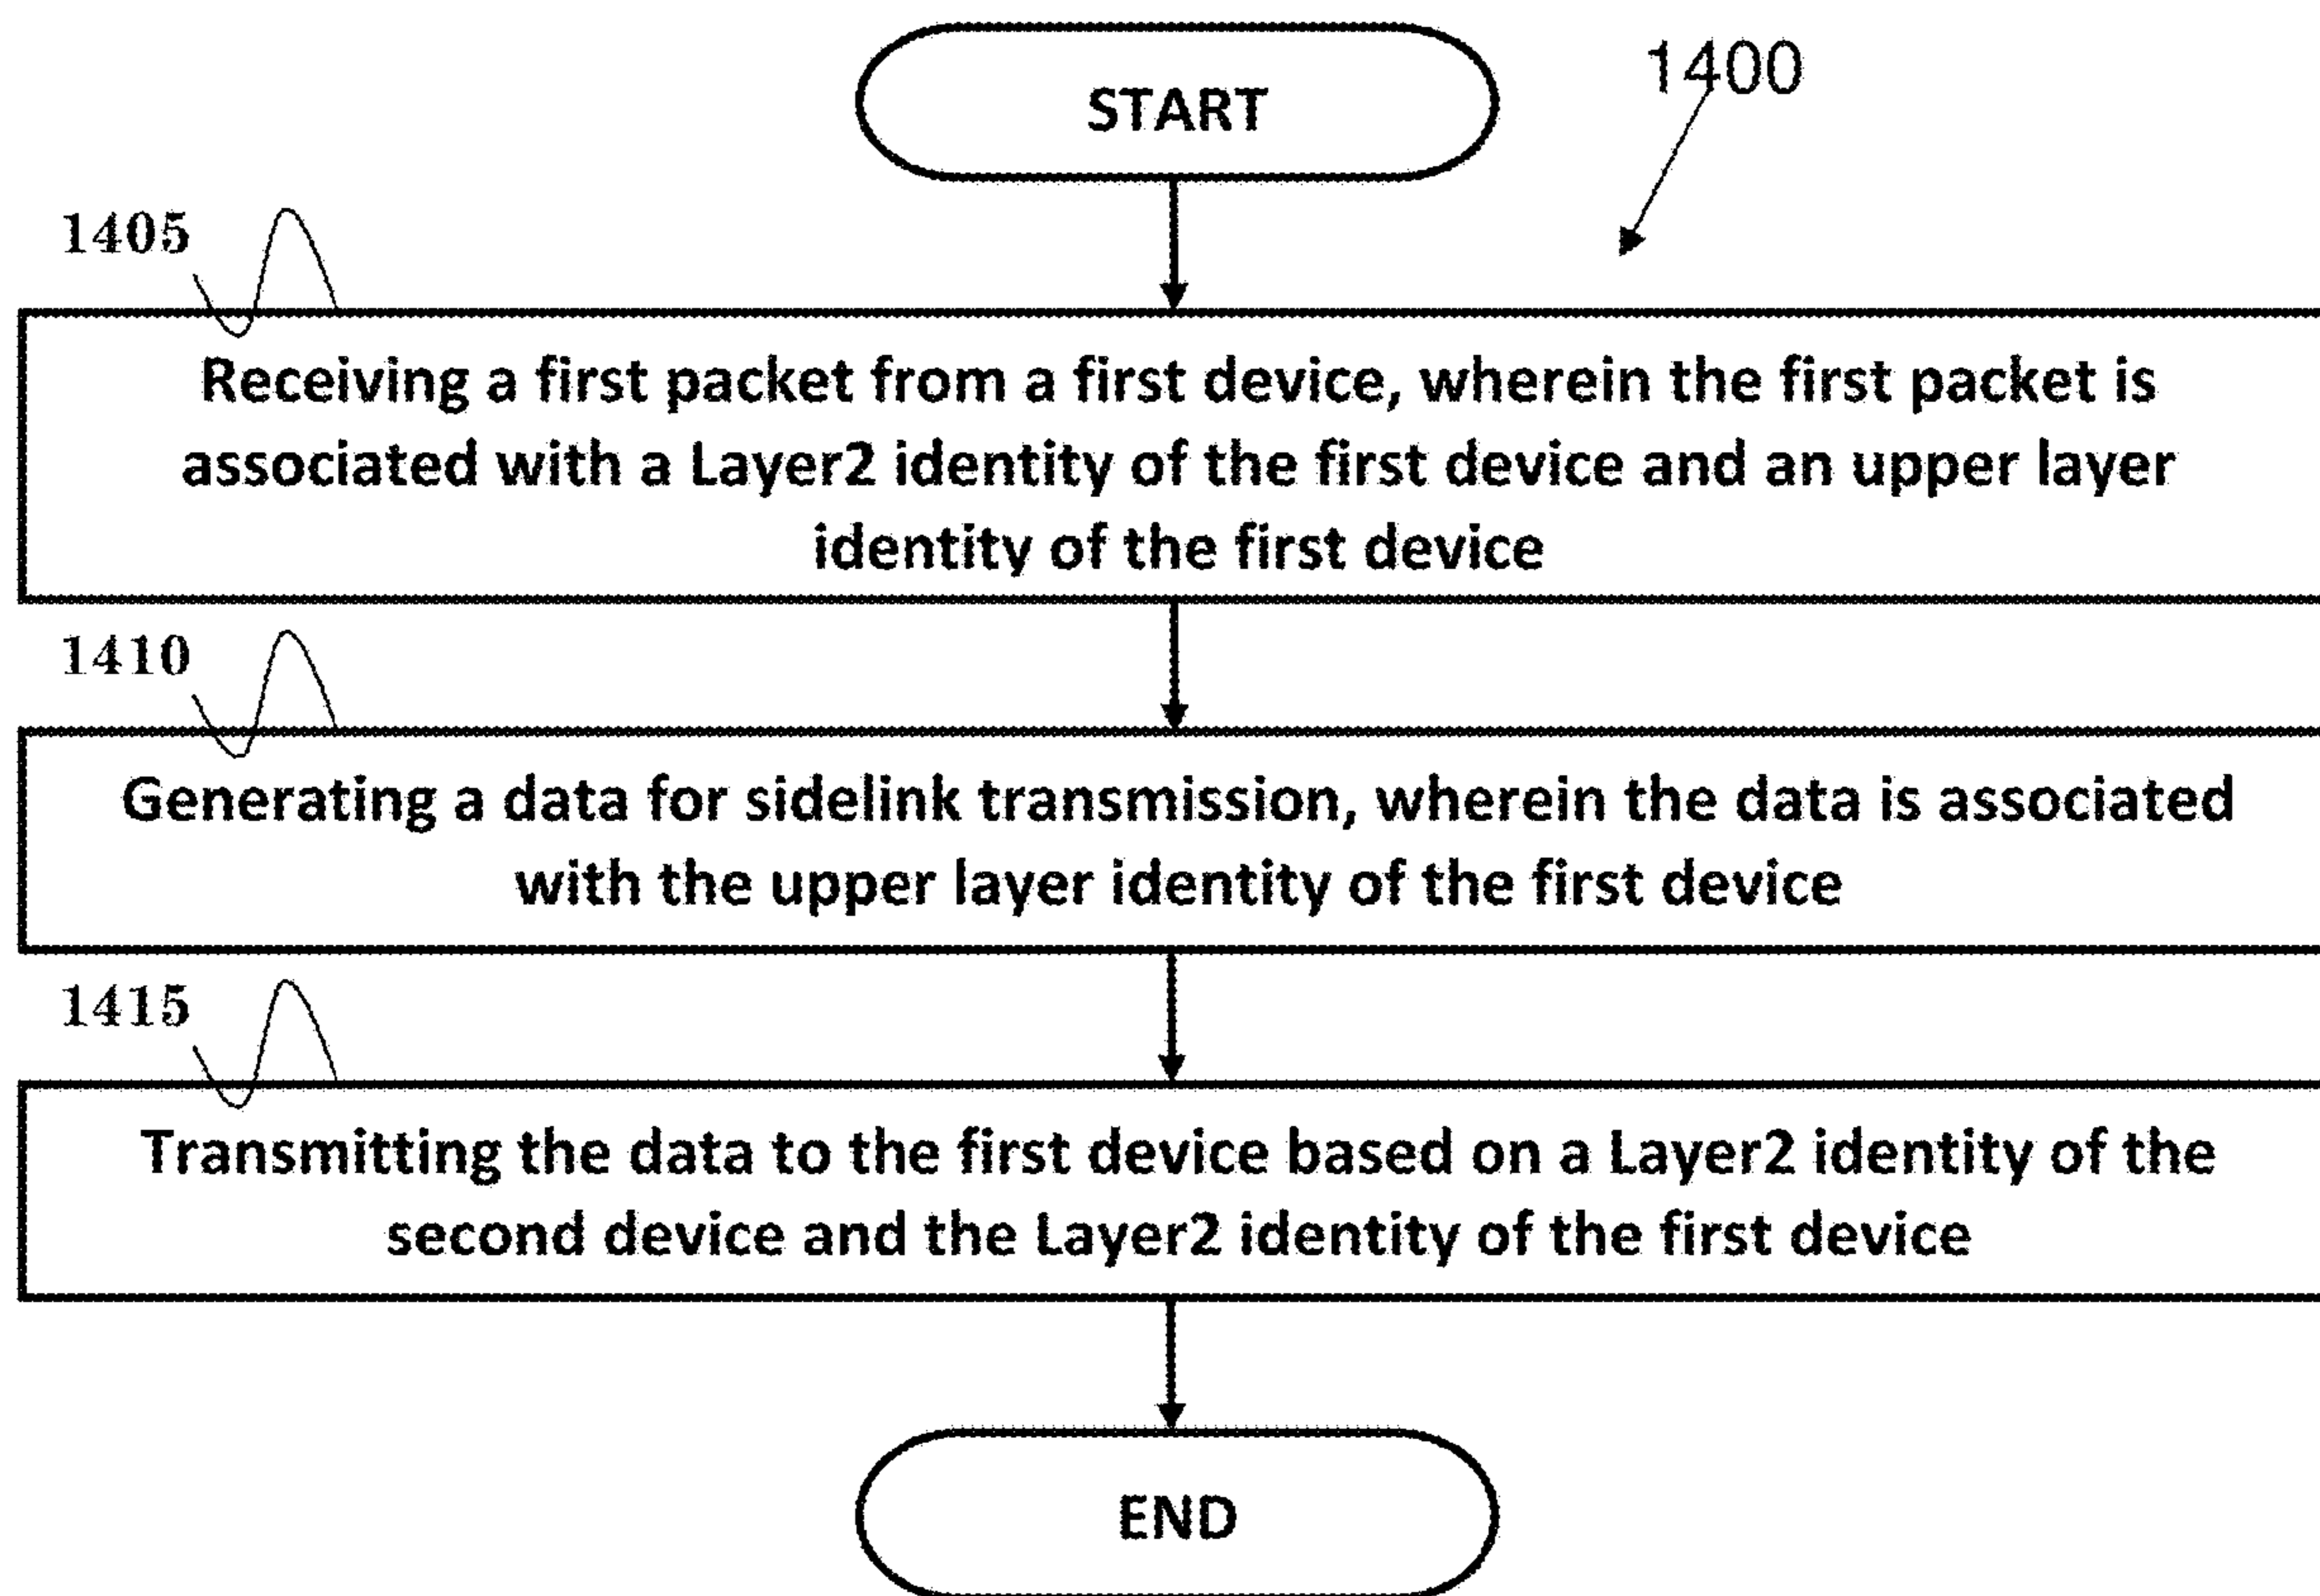 START
1400
1405
Receiving a first packet from a first device, wherein the first packet is
associated with a Layer2 identity of the first device and an upper layer
identity of the first device
1410
Generating a data for sidelink transmission, wherein the data is associated
with the upper layer identity of the first device
1415
Transmitting the data to the first device based on a Layer2 identity of the
second device and the Layer2 identity of the first device
END